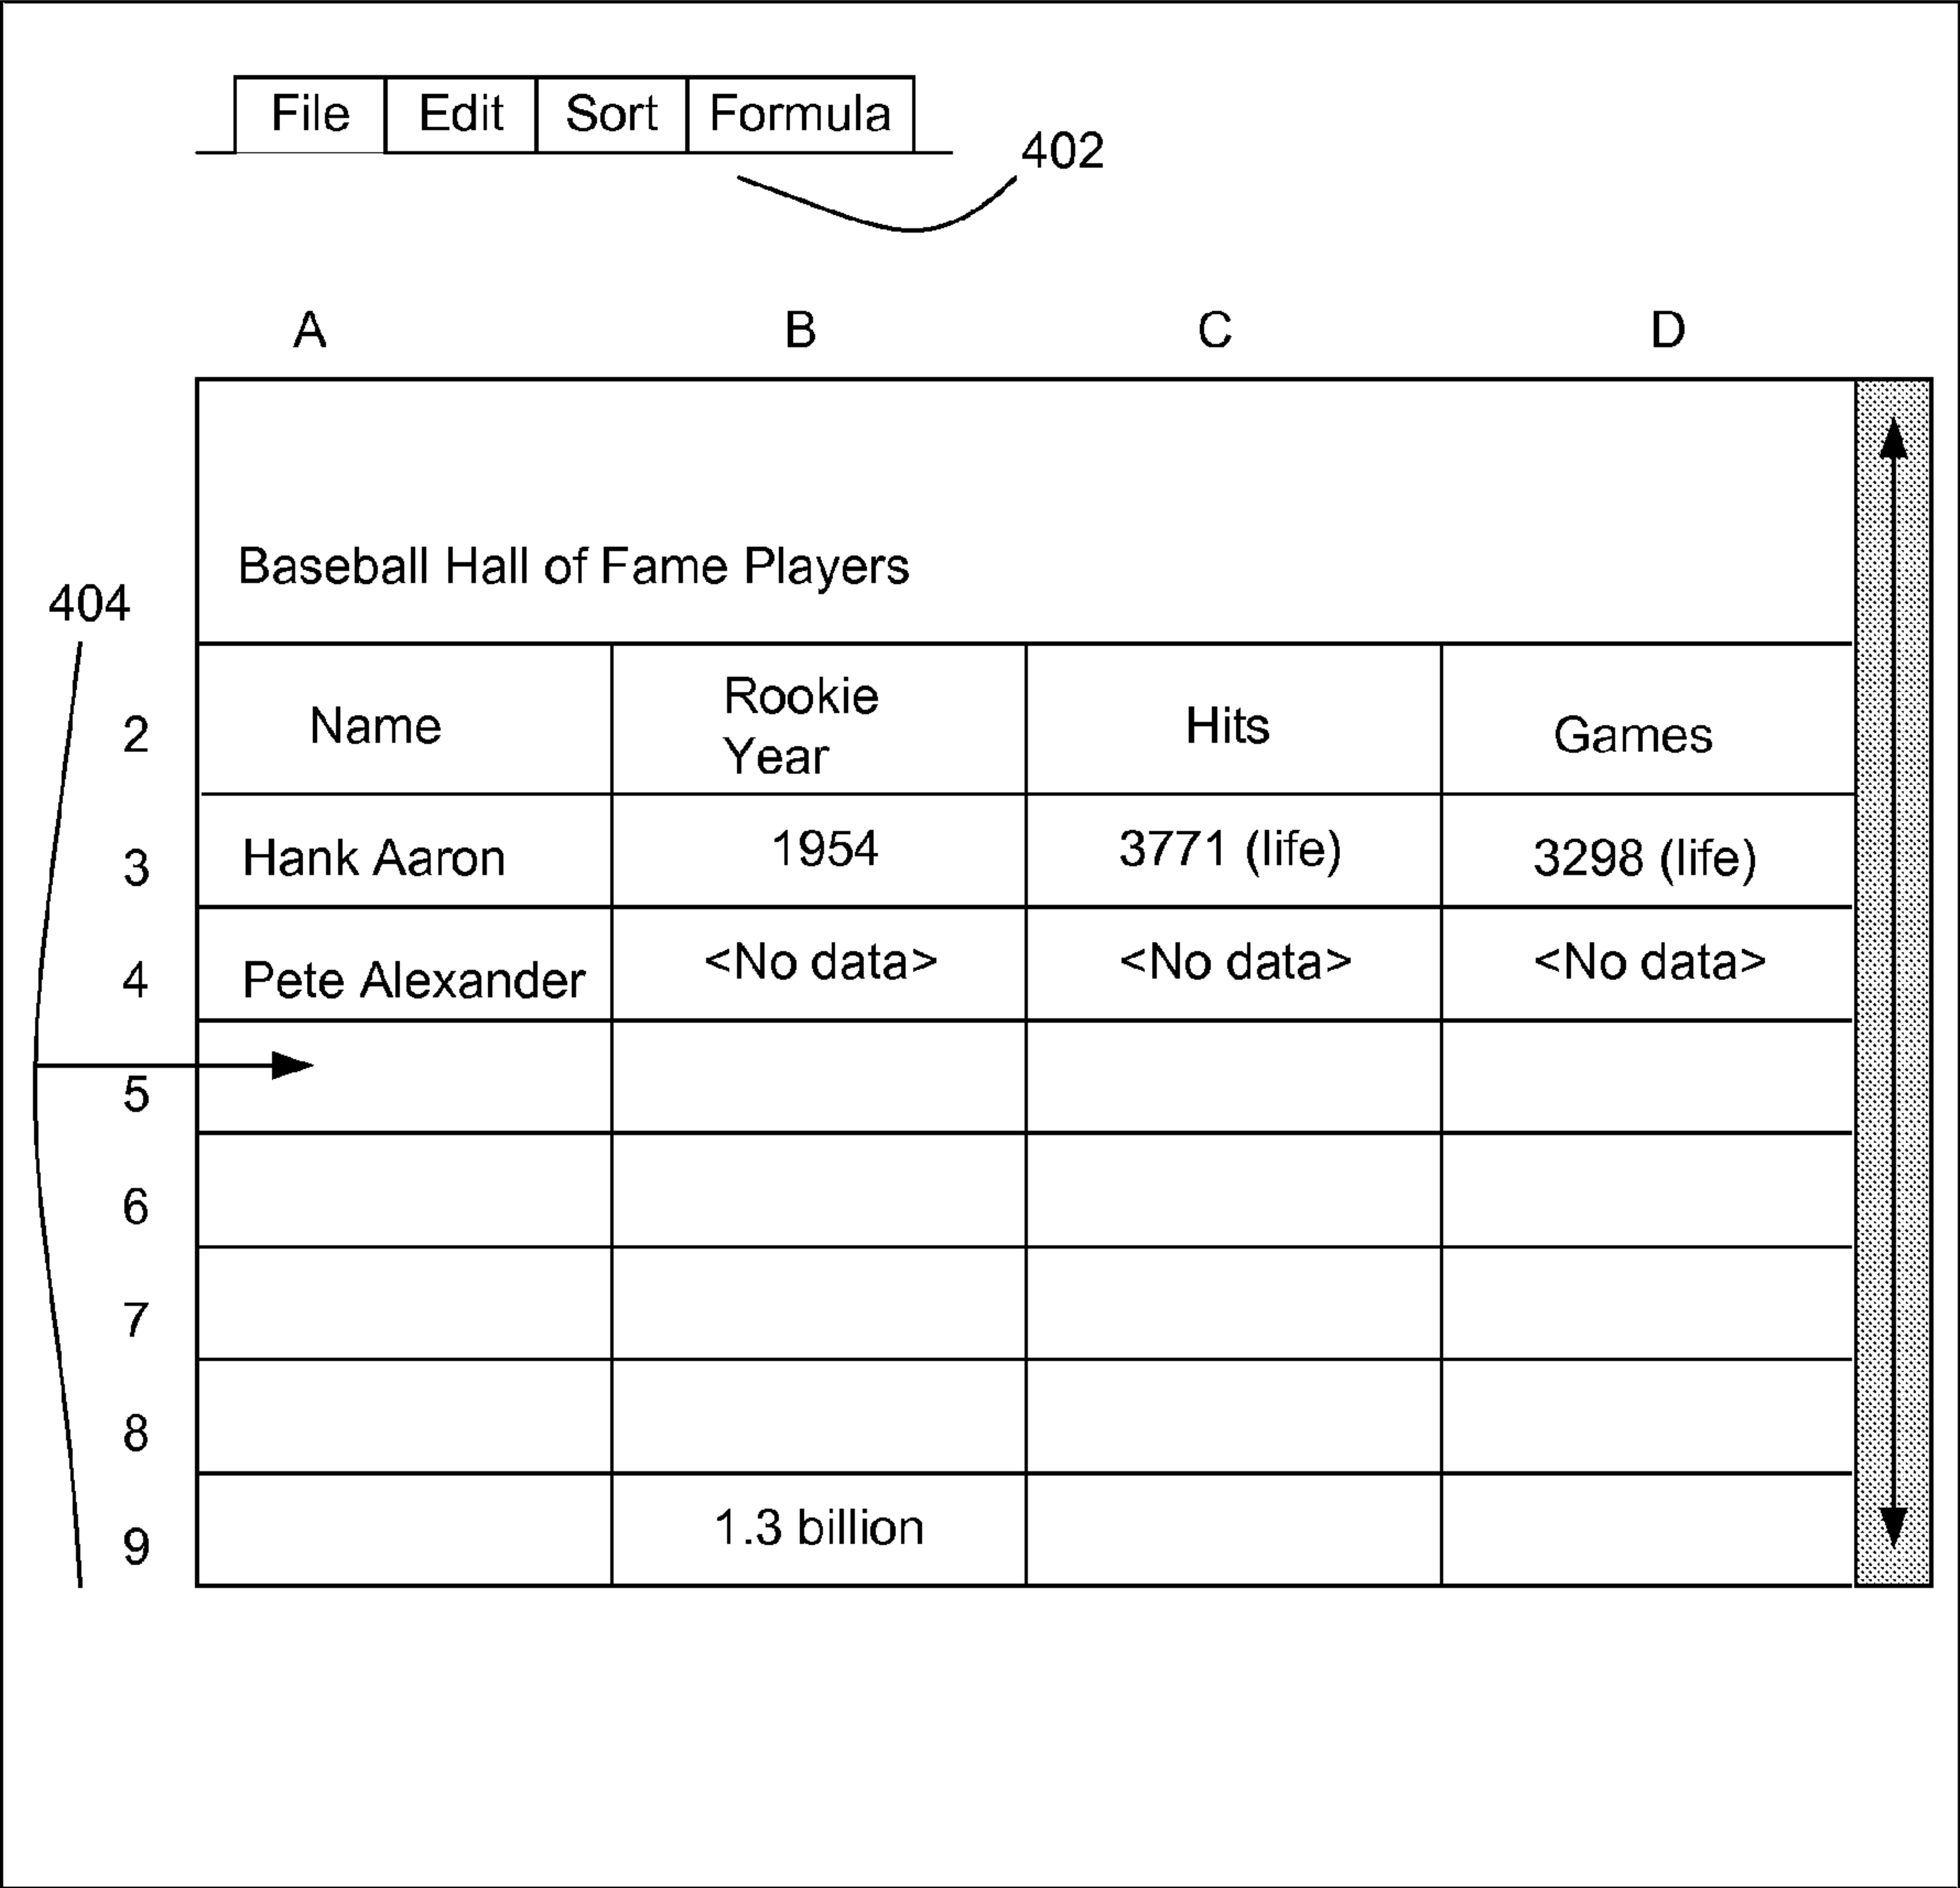 File Edit Sort Formula
402
A B C D
Baseball Hall of Fame Players
404
2 Name Rookie Year Hits Games
3 Hank Aaron 1954 3771 (life) 3298 (life)
4 Pete Alexander <No data> <No data> <No data>
5
6
7
8
9 1.3 billion